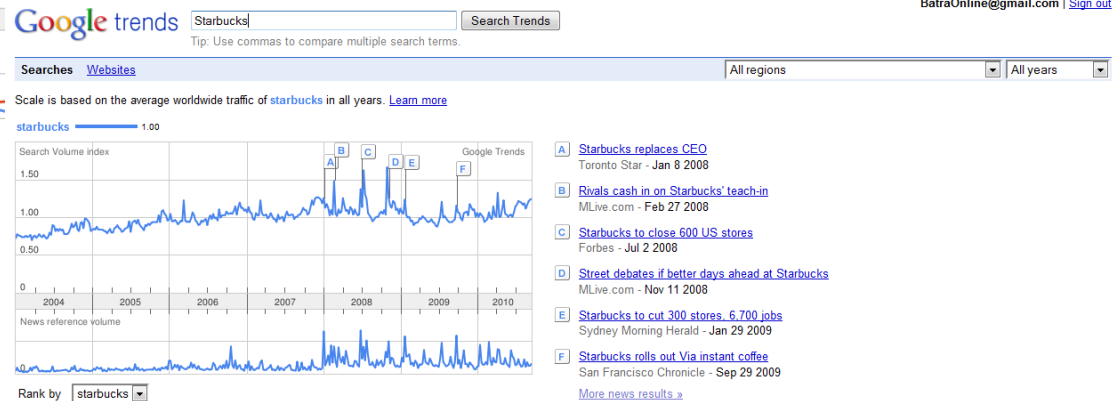 BatraOnline@gmail.com | Sign out
Google trends Starbucks Search Trends
Tip: Use commas to compare multiple search terms.
Searches Websites All regions All years
Scale is based on the average worldwide traffic of starbucks in all years. Learn more
starbucks 1.00
Search Volume index Google Trends
A B C D E F
1.50
1.00
0.50
0
2004 2005 2006 2007 2008 2009 2010
News reference volume
0
Rank by starbucks
A Starbucks replaces CEO
Toronto Star - Jan 8 2008
B Rivals cash in on Starbucks' teach-in
MLive.com - Feb 27 2008
C Starbucks to close 600 US stores
Forbes - Jul 2 2008
D Street debates if better days ahead at Starbucks
MLive.com - Nov 11 2008
E Starbucks to cut 300 stores, 6,700 jobs
Sydney Morning Herald - Jan 29 2009
F Starbucks rolls out Via instant coffee
San Francisco Chronicle - Sep 29 2009
More news results »